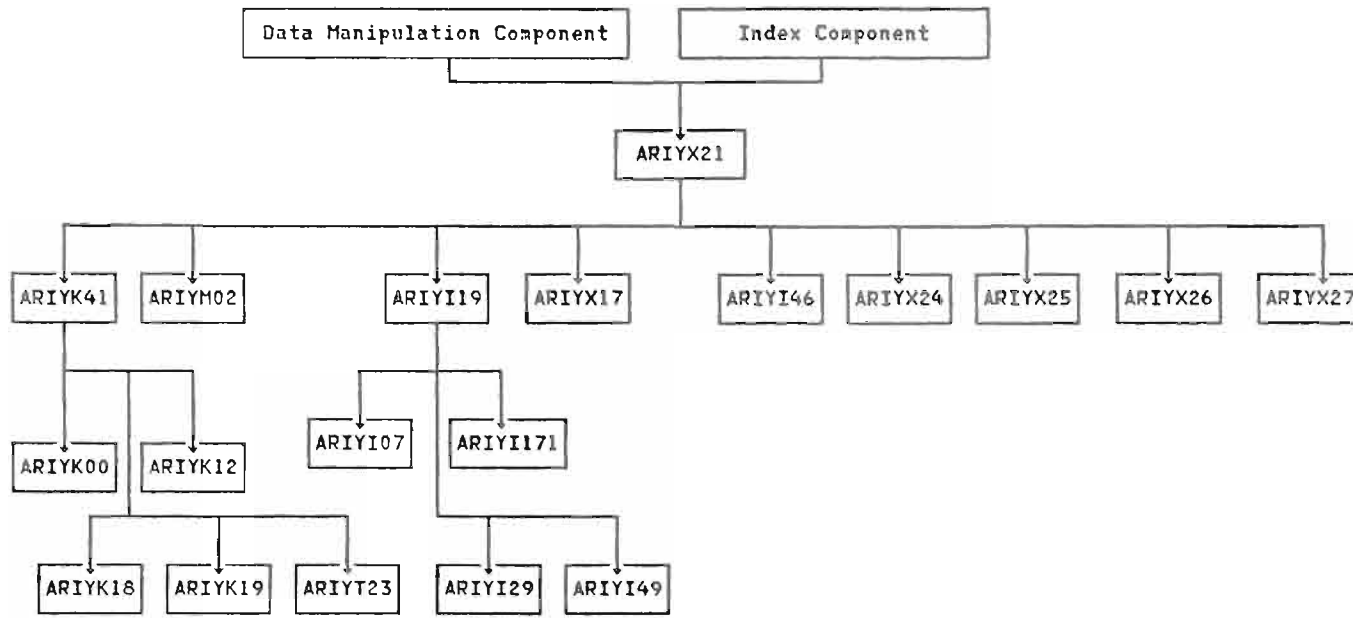 Data Manipulation Component
Index Component
ARIYX21
ARIYK41
ARIYM02
ARIYI19
ARIYX17
ARIYI46
ARIYX24
ARIYX25
ARIYX26
ARIYX27
ARIYI07
ARIYI171
ARIYK00
ARIYK12
ARIYK18
ARIYK19
ARIYT23
ARIYI29
ARIYI49